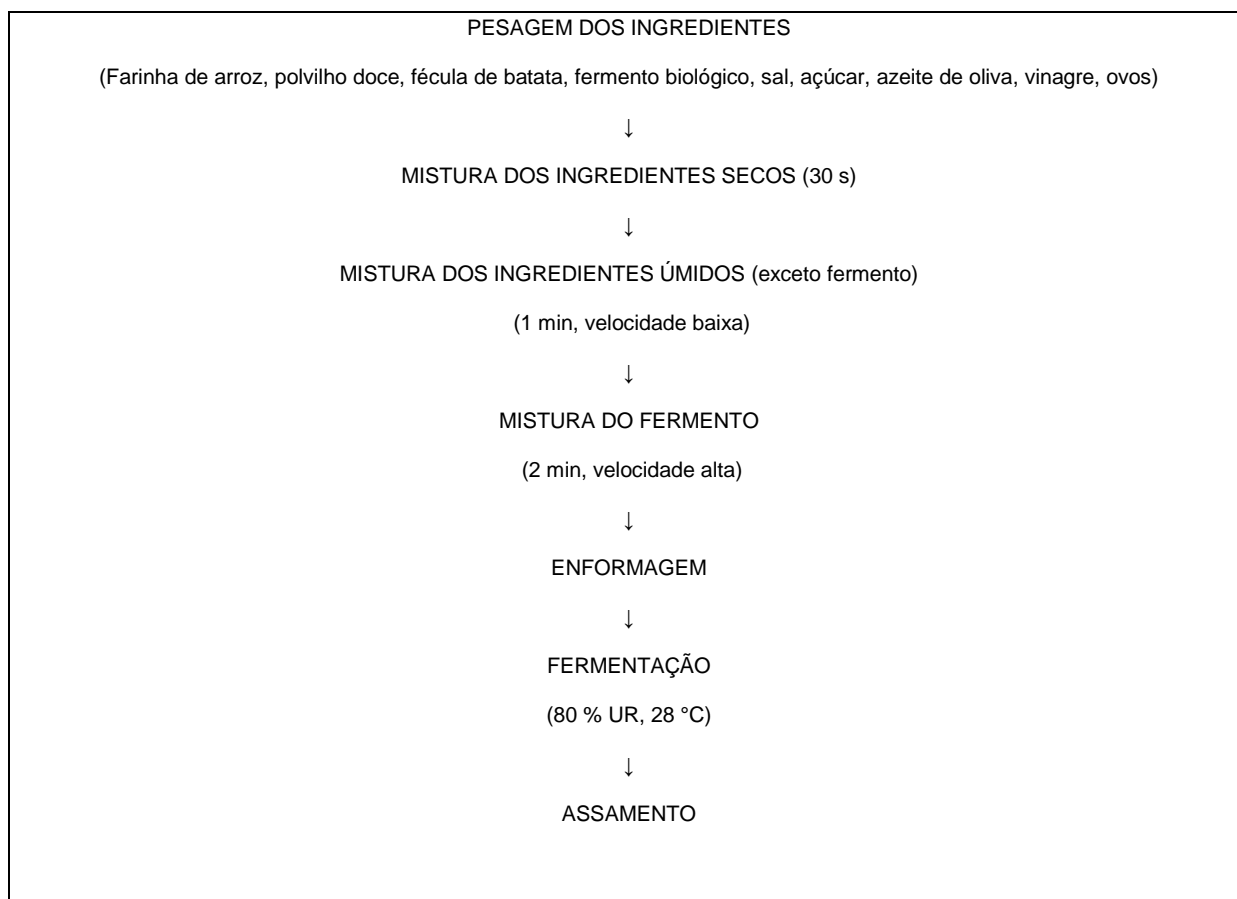 PESAGEM DOS INGREDIENTES
(Farinha de arroz, polvilho doce, fécula de batata, fermento biológico, sal, açúcar, azeite de oliva, vinagre, ovos)
↓
MISTURA DOS INGREDIENTES SECOS (30 s)
↓
MISTURA DOS INGREDIENTES ÚMIDOS (exceto fermento)
(1 min, velocidade baixa)
↓
MISTURA DO FERMENTO
(2 min, velocidade alta)
↓
ENFORMAGEM
↓
FERMENTAÇÃO
(80 % UR, 28 °C)
↓
ASSAMENTO